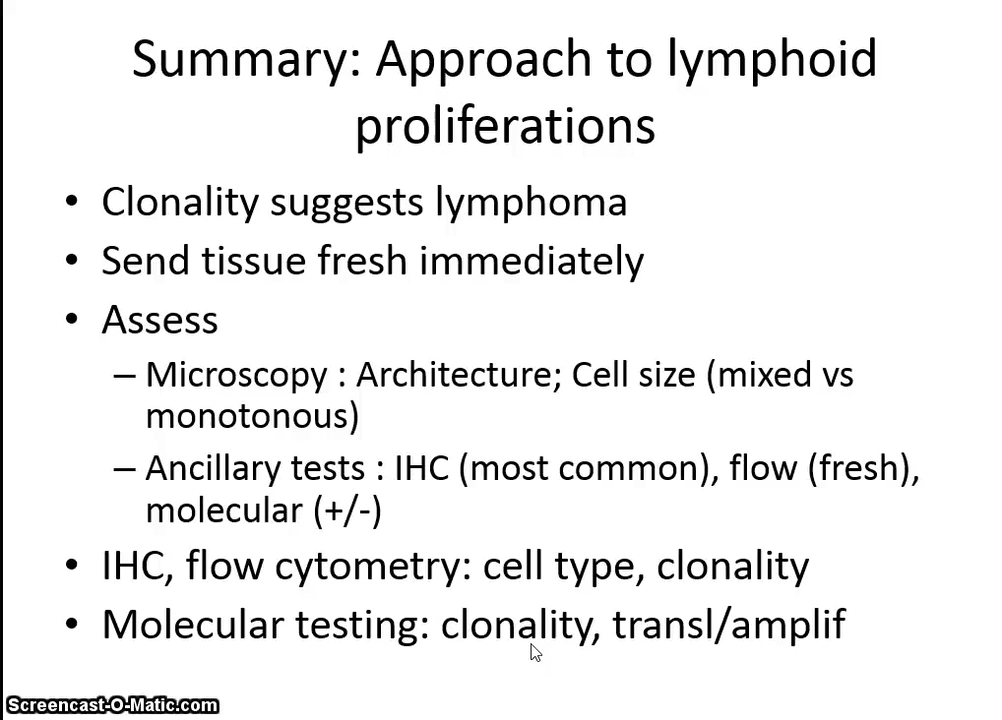 Summary: Approach to lymphoid
proliferations
• Clonality suggests lymphoma
• Send tissue fresh immediately
• Assess
– Microscopy : Architecture; Cell size (mixed vs
monotonous)
– Ancillary tests : IHC (most common), flow (fresh),
molecular (+/-)
• IHC, flow cytometry: cell type, clonality
• Molecular testing: clonality, transl/amplif
Screencast-O-Matic.com